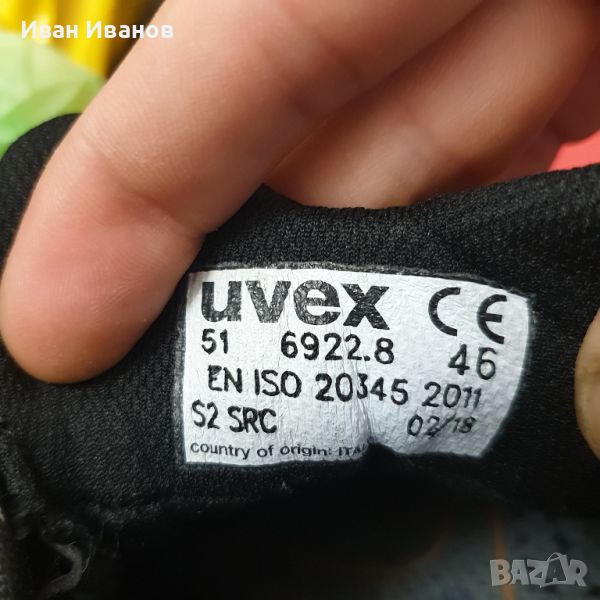 Иван Иванов
uvex CE
51 6922.8 46
EN ISO 20345 2011
S2 SRC 02/18
country of origin:
BAZAR